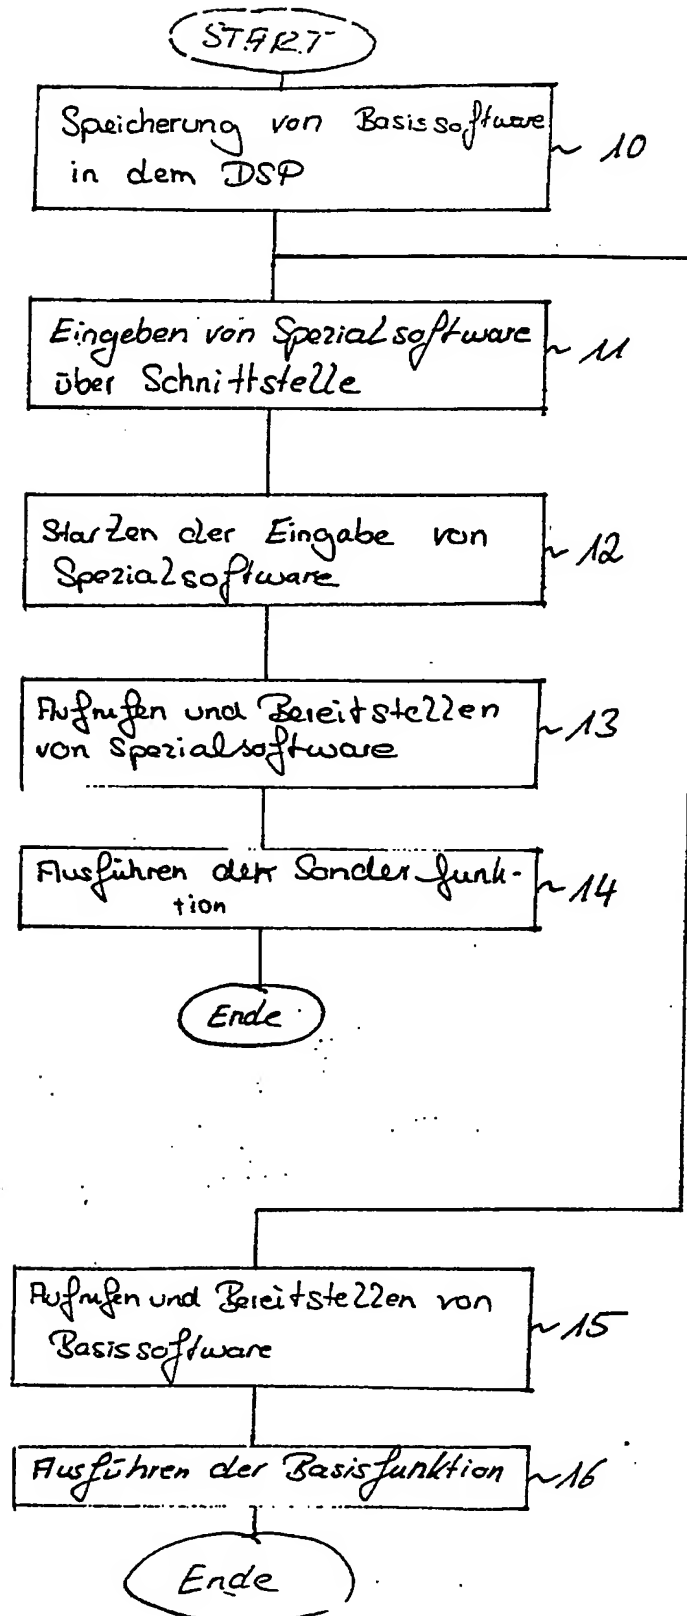 START
Speicherung von Basissoftware
in dem DSP
10
Eingeben von Spezialsoftware
über Schnittstelle
11
Starten der Eingabe von
Spezialsoftware
12
Aufrufen und Bereitstellen
von Spezialsoftware
13
Ausführen der Sonderfunk-
tion
14
Ende
Aufrufen und Bereitstellen von
Basissoftware
15
Ausführen der Basisfunktion
16
Ende